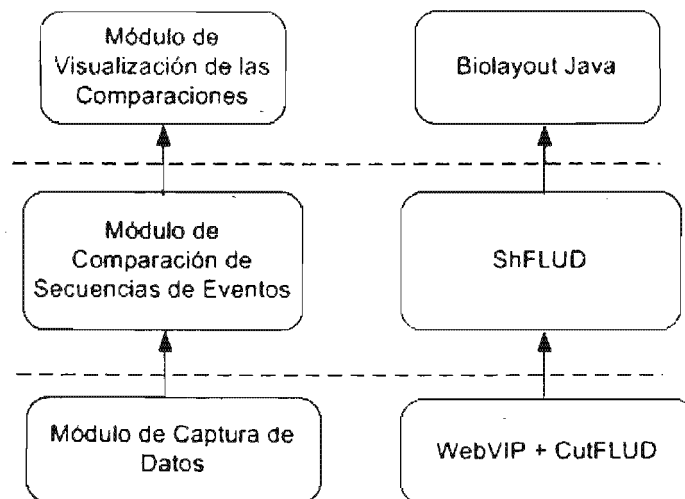 Módulo de
Visualización de las
Comparaciones
Biolayout Java
Módulo de
Comparación de
Secuencias de Eventos
ShFLUD
Módulo de Captura de
Datos
WebVIP + CutFLUD